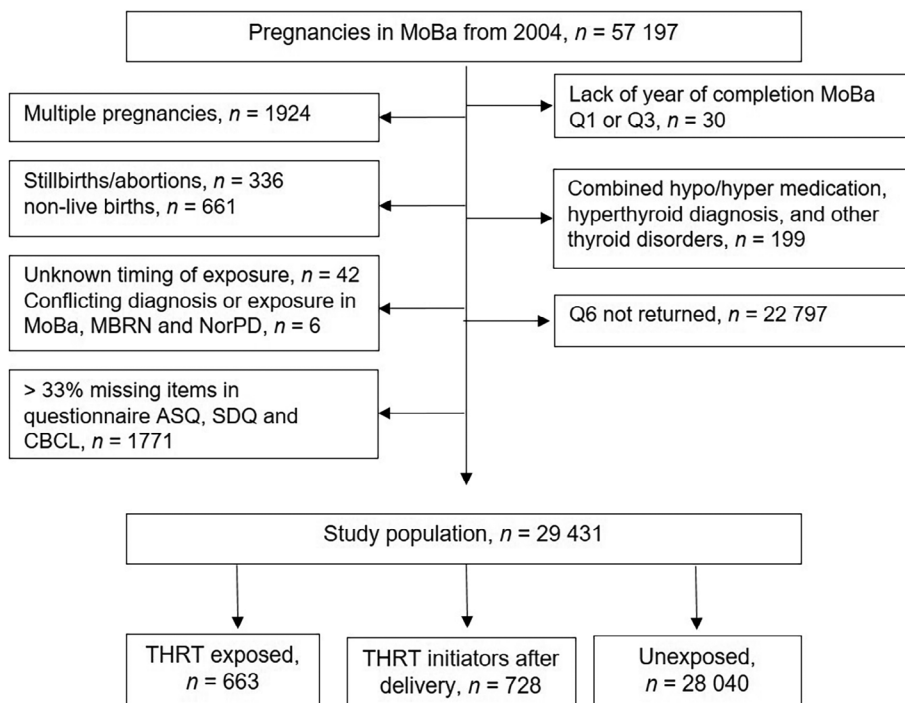 Pregnancies in MoBa from 2004, n = 57 197
Multiple pregnancies, n = 1924
Lack of year of completion MoBa
Q1 or Q3, n = 30
Stillbirths/abortions, n = 336
non-live births, n = 661
Combined hypo/hyper medication,
hyperthyroid diagnosis, and other
thyroid disorders, n = 199
Unknown timing of exposure, n = 42
Conflicting diagnosis or exposure in
MoBa, MBRN and NorPD, n = 6
Q6 not returned, n = 22 797
> 33% missing items in
questionnaire ASQ, SDQ and
CBCL, n = 1771
Study population, n = 29 431
THRT exposed,
n = 663
THRT initiators after
delivery, n = 728
Unexposed,
n = 28 040